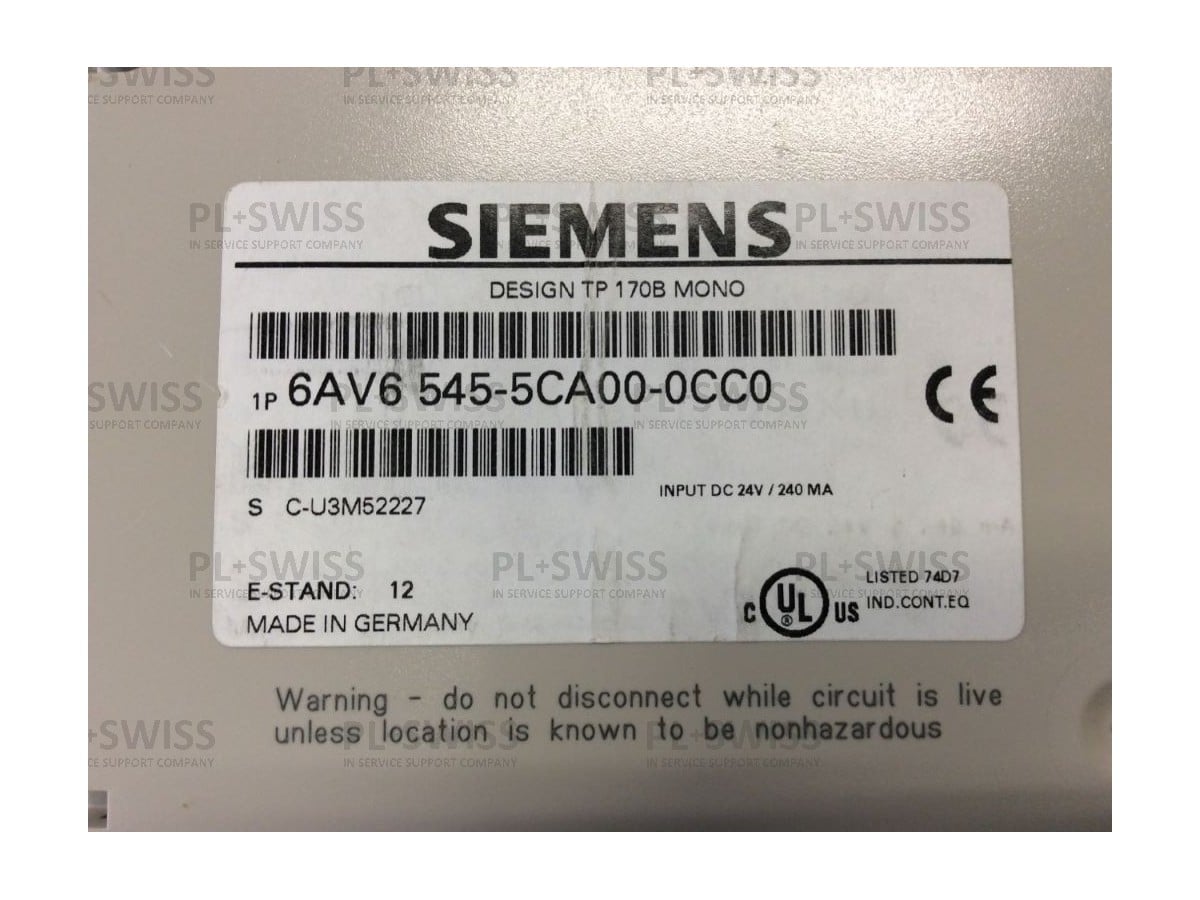 SIEMENS
DESIGN TP 170B MONO
1P 6AV6 545-5CA00-0CC0
CE
INPUT DC 24V / 240 MA
S C-U3M52227
E-STAND: 12
MADE IN GERMANY
C UL ® US
LISTED 74D7
IND.CONT.EQ
Warning - do not disconnect while circuit is live
unless location is known to be nonhazardous
PL+SWISS
IN SERVICE SUPPORT COMPANY